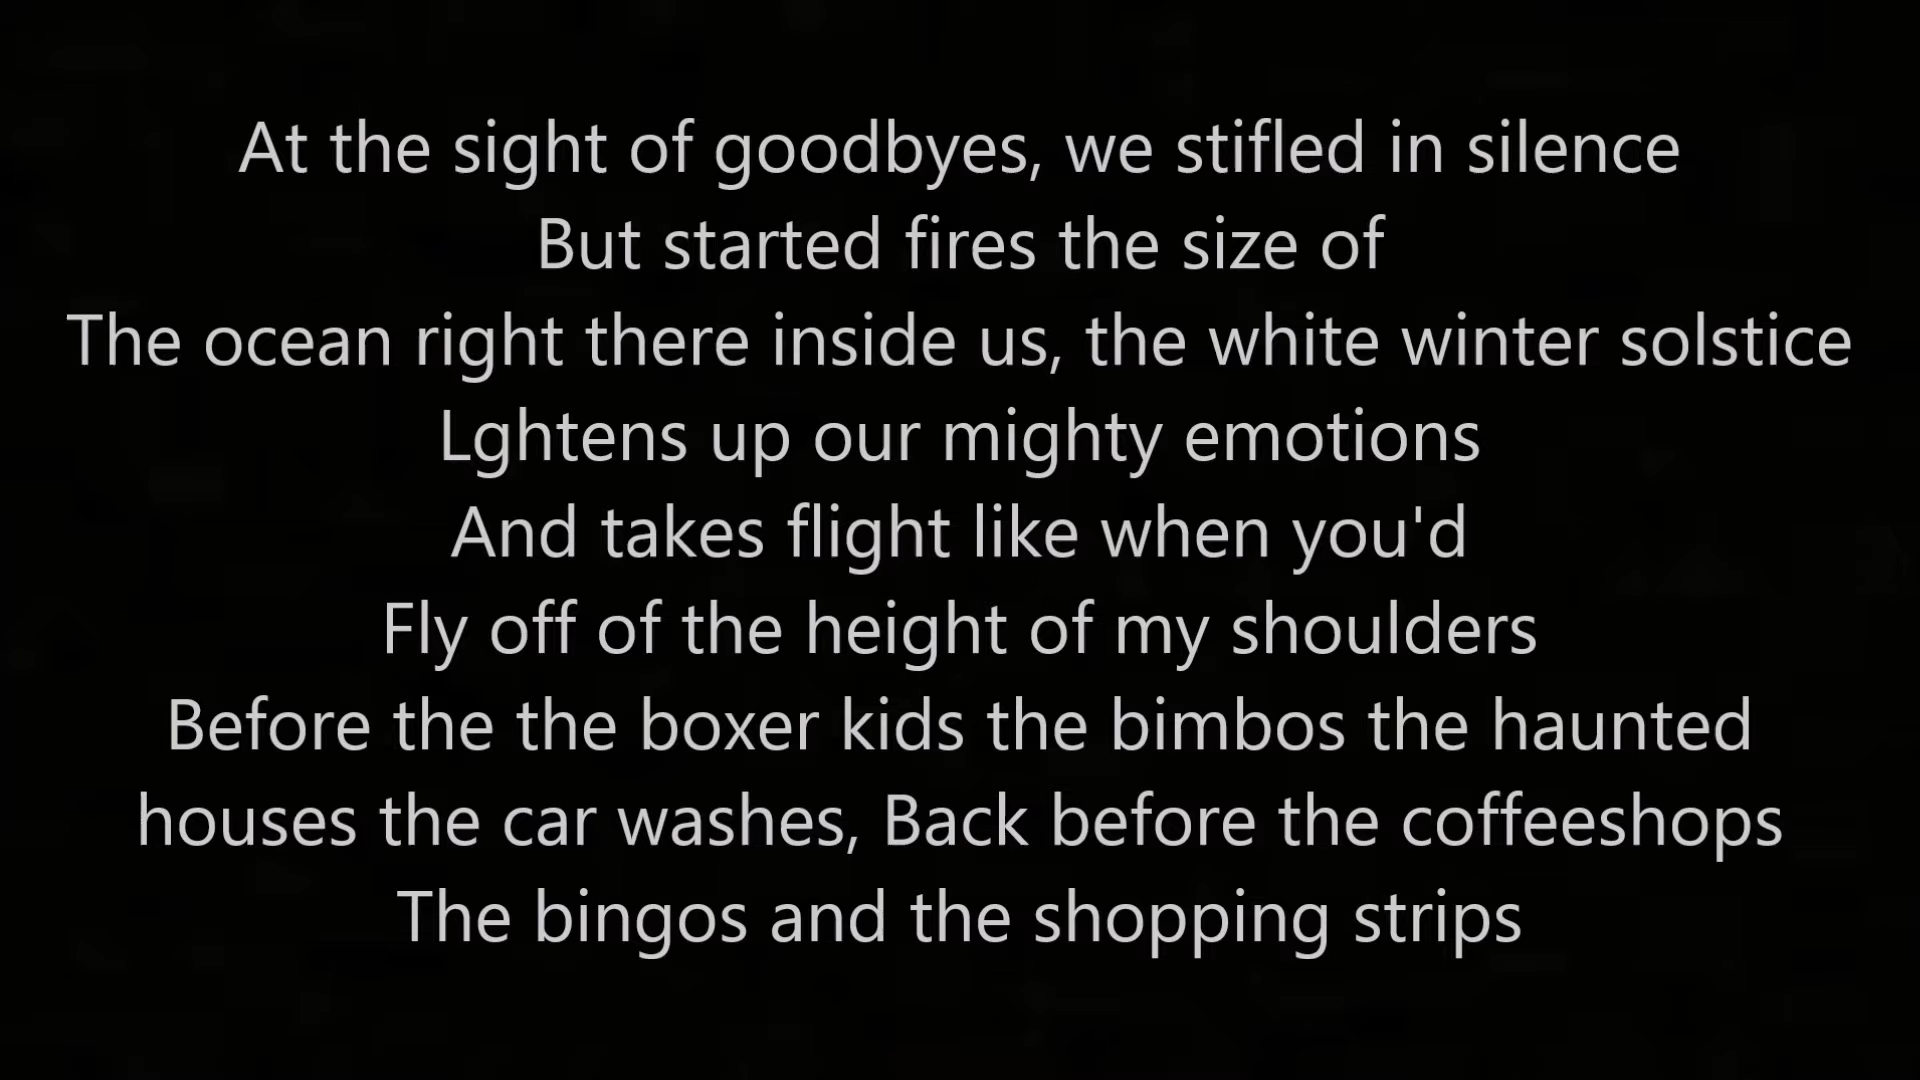 At the sight of goodbyes, we stifled in silence
But started fires the size of
The ocean right there inside us, the white winter solstice
Lghtens up our mighty emotions
And takes flight like when you'd
Fly off of the height of my shoulders
Before the the boxer kids the bimbos the haunted
houses the car washes, Back before the coffeeshops
The bingos and the shopping strips